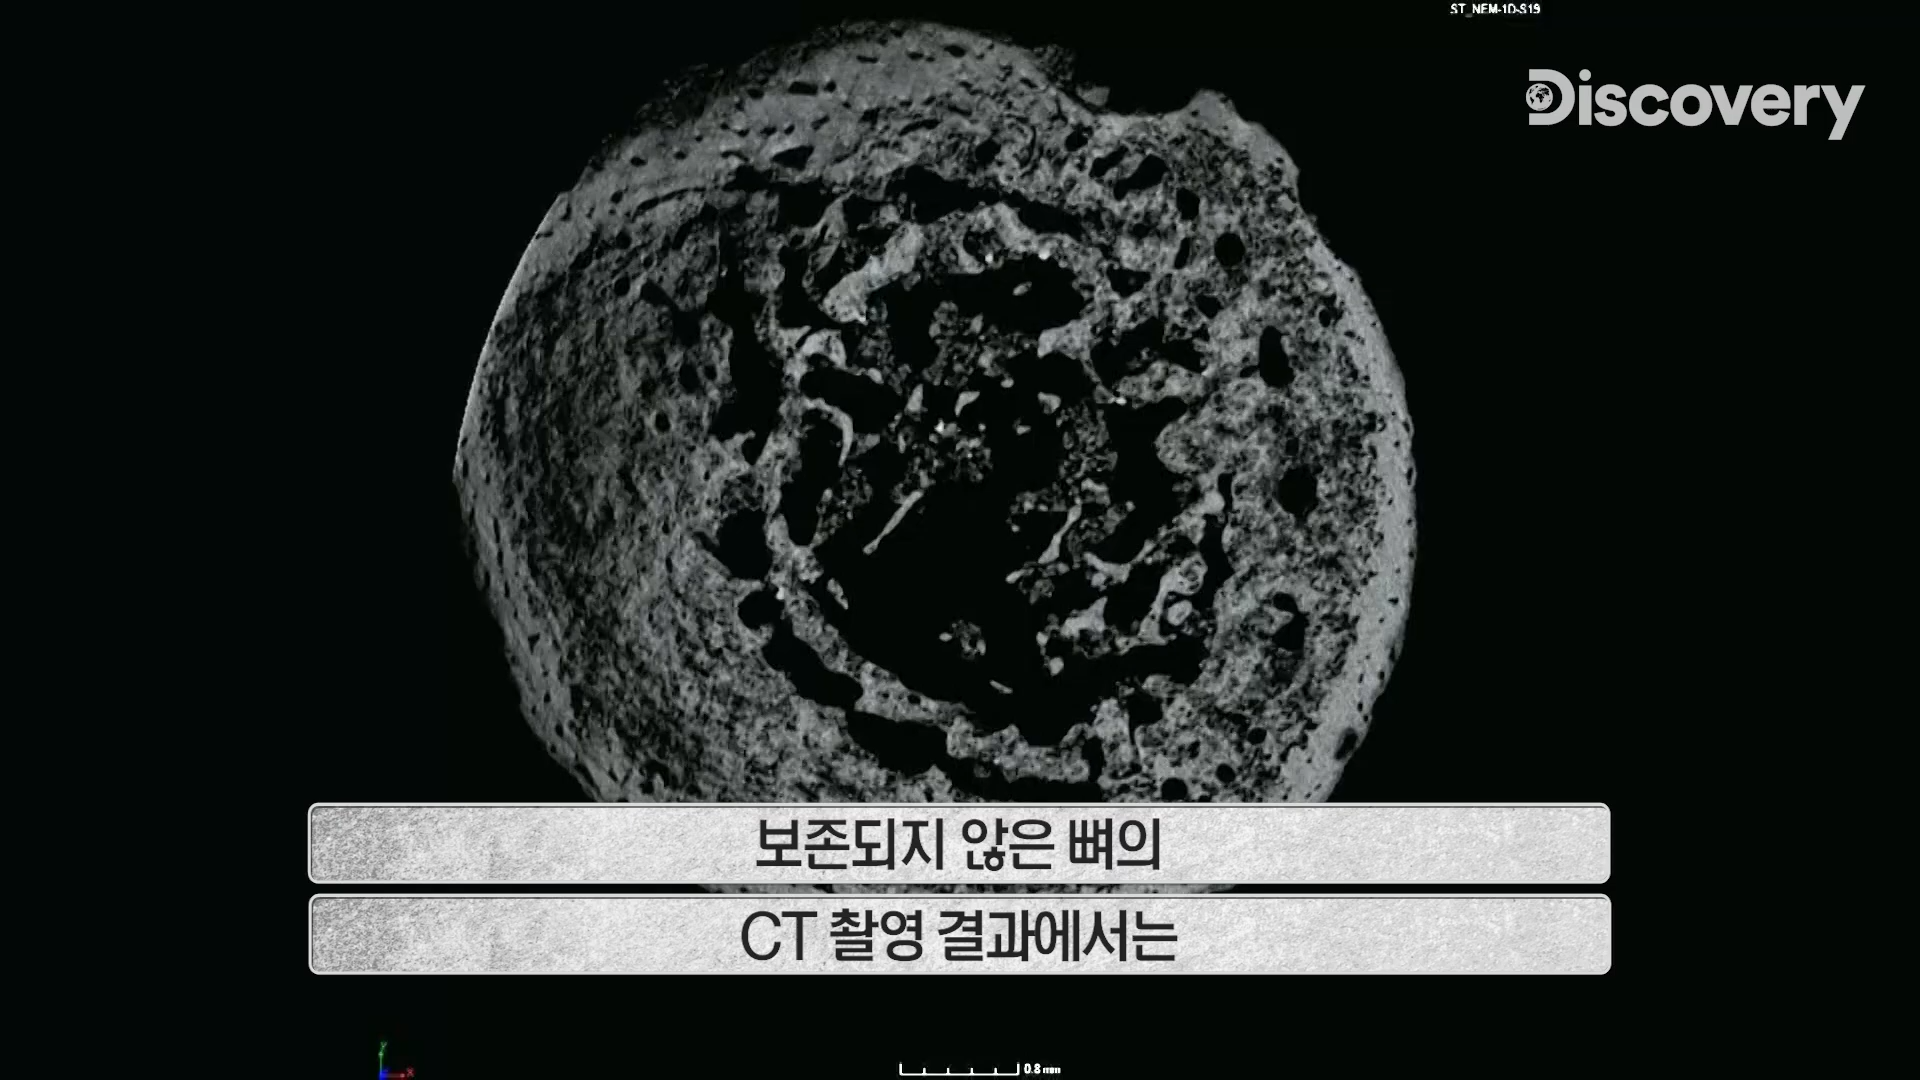 ST_NEM-1D-S19
Discovery
보존되지 않은 뼈의
CT 촬영 결과에서는
Y
X
0.8 mm